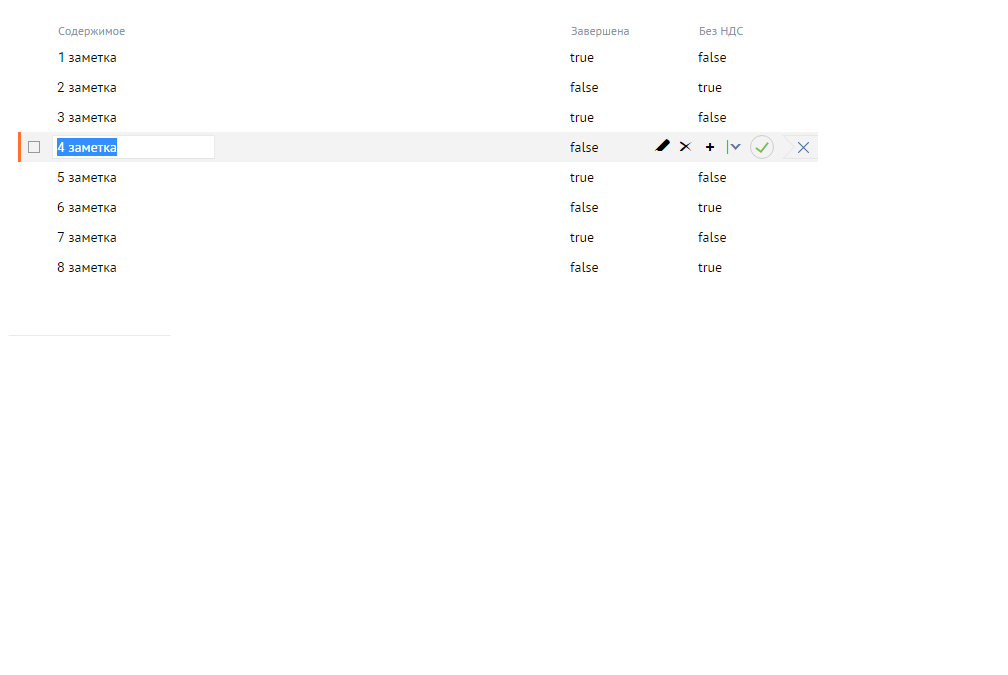 Содержимое Завершена Без НДС
1 заметка true false
2 заметка false true
3 заметка true false
4 заметка false
5 заметка true false
6 заметка false true
7 заметка true false
8 заметка false true